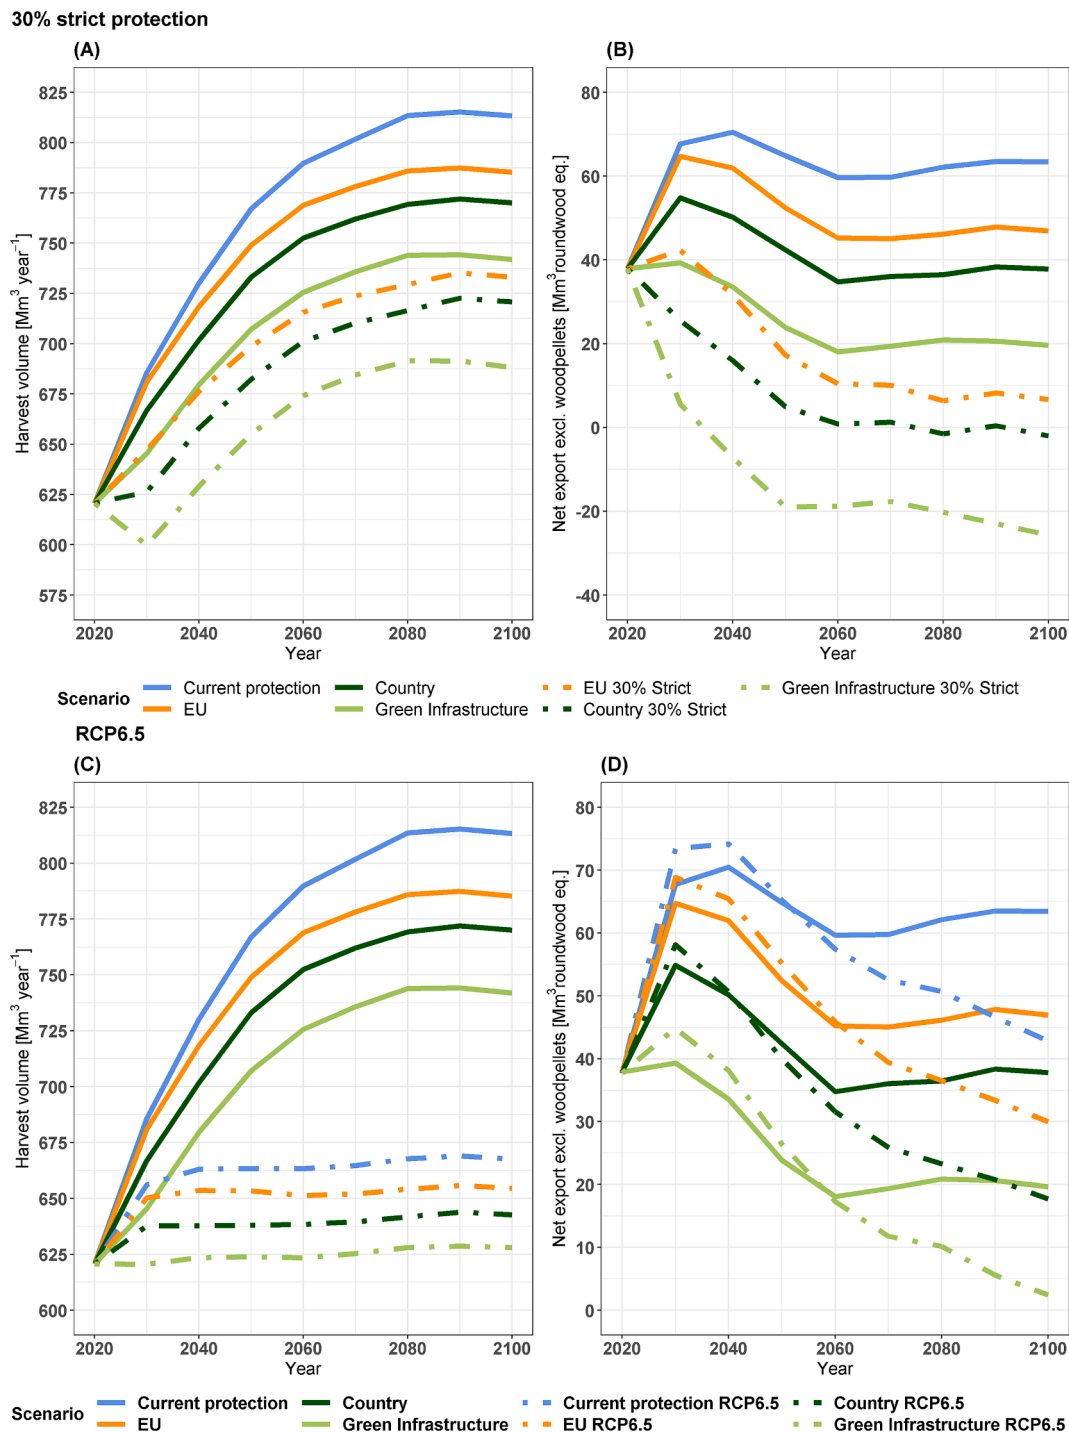 30% strict protection
(A)
(B)
Harvest volume [Mm³ year⁻¹]
825
800
775
750
725
700
675
650
625
600
575
2020 2040 2060 2080 2100
Year
Net export excl. woodpellets [Mm³roundwood eq.]
80
60
40
20
0
-20
-40
2020 2040 2060 2080 2100
Year
Scenario
Current protection
Country
EU 30% Strict
Green Infrastructure 30% Strict
EU
Green Infrastructure
Country 30% Strict
RCP6.5
(C)
(D)
Harvest volume [Mm³ year⁻¹]
825
800
775
750
725
700
675
650
625
600
2020 2040 2060 2080 2100
Year
Net export excl. woodpellets [Mm³roundwood eq.]
80
70
60
50
40
30
20
10
0
2020 2040 2060 2080 2100
Year
Scenario
Current protection
Country
Current protection RCP6.5
Country RCP6.5
EU
Green Infrastructure
EU RCP6.5
Green Infrastructure RCP6.5